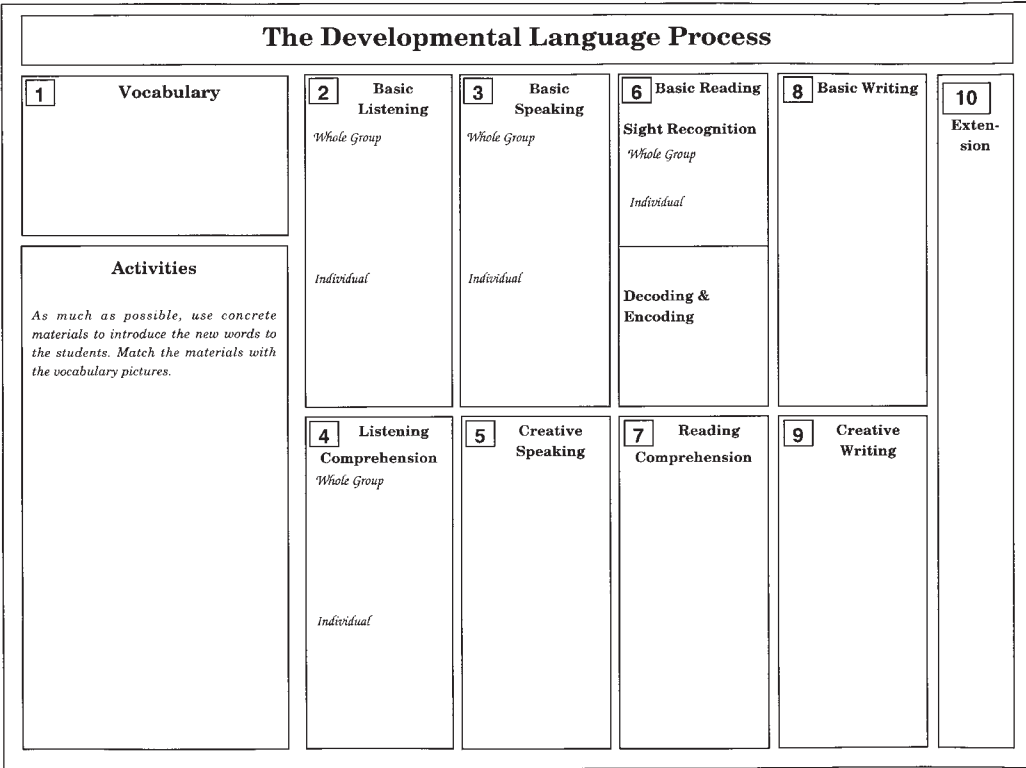 The Developmental Language Process
1
Vocabulary
Activities
As much as possible, use concrete
materials to introduce the new words to
the students. Match the materials with
the vocabulary pictures.
2
Basic
Listening
Whole Group
Individual
3
Basic
Speaking
Whole Group
Individual
4
Listening
Comprehension
Whole Group
Individual
5
Creative
Speaking
6
Basic Reading
Sight Recognition
Whole Group
Individual
Decoding &
Encoding
7
Reading
Comprehension
8
Basic Writing
9
Creative
Writing
10
Exten-
sion